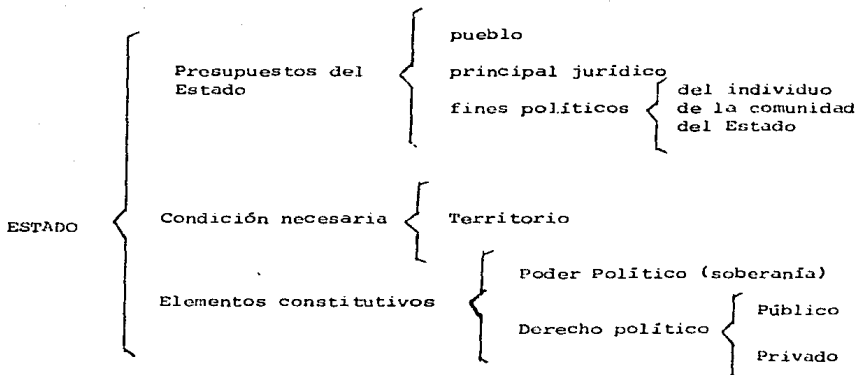 pueblo
Presupuestos del
Estado
principal jurídico
fines políticos
del individuo
de la comunidad
del Estado
ESTADO
Condición necesaria
Territorio
Elementos constitutivos
Poder Político (soberanía)
Derecho político
Público
Privado